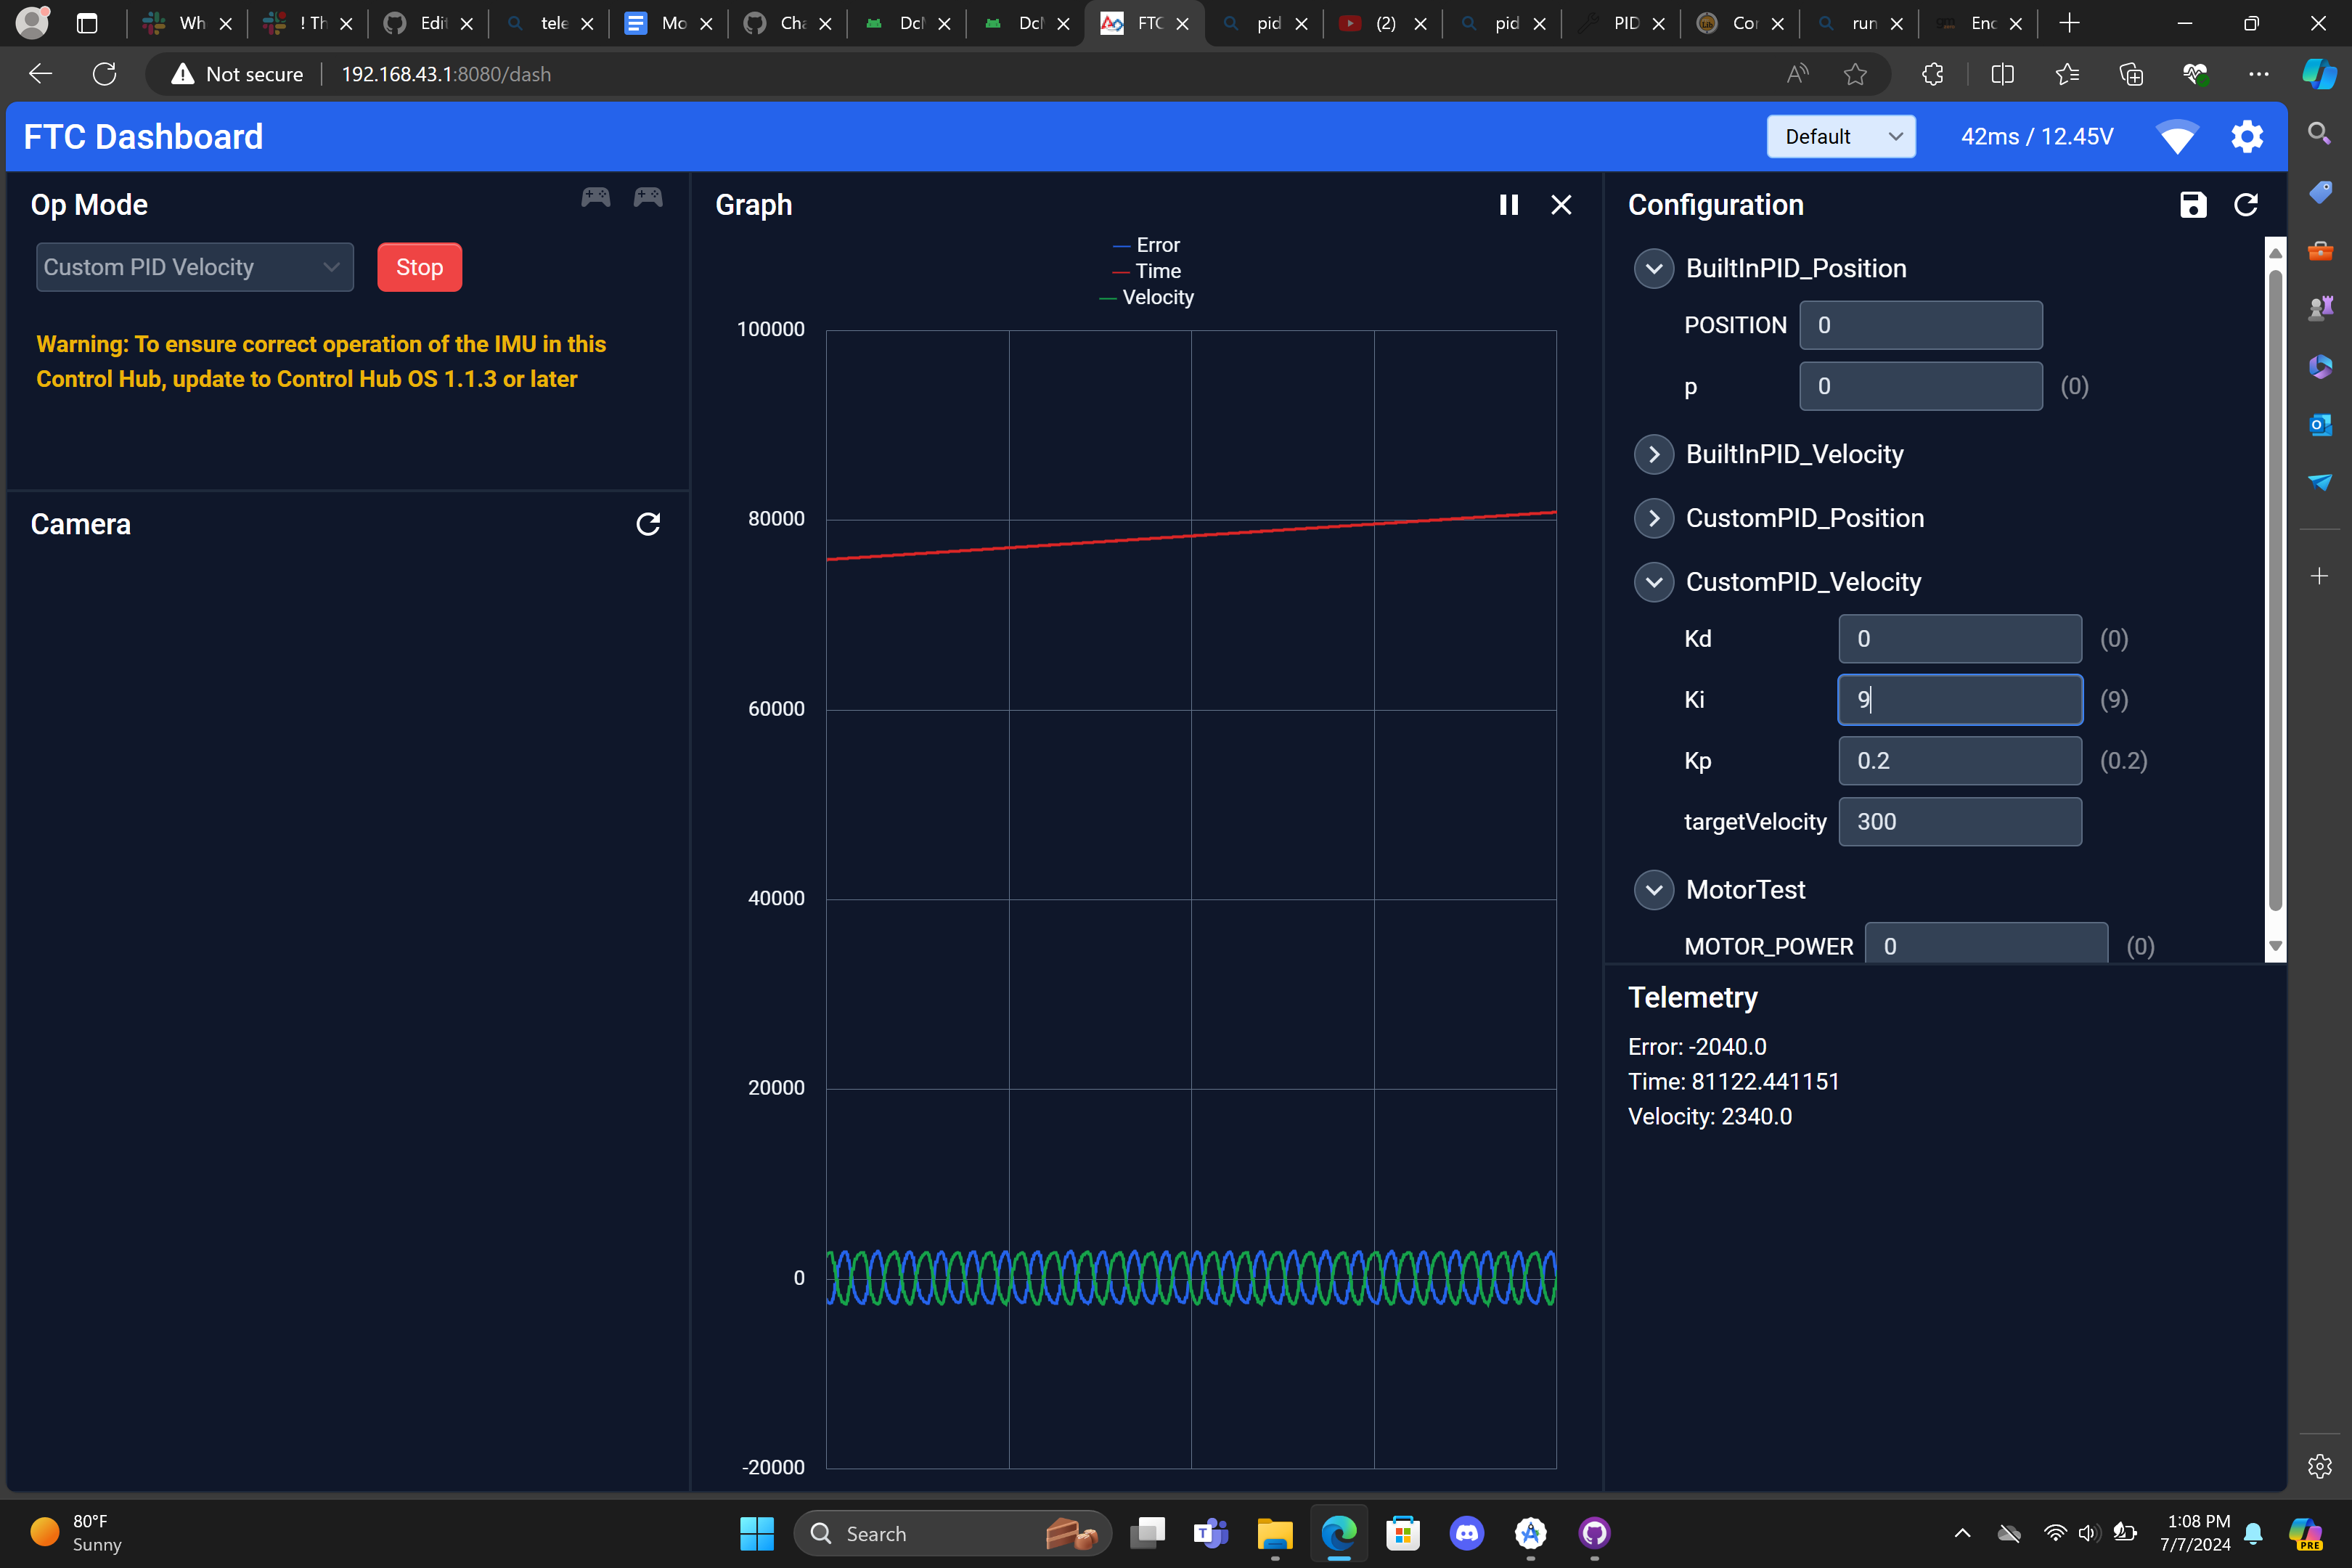 Wh
! Th
Edit
tele
Mo
Cha
DcM
DcM
FTC
pid
(2)
pid
PID
Cor
run
Enc
Not secure
192.168.43.1:8080/dash
FTC Dashboard
Default
42ms / 12.45V
Op Mode
Custom PID Velocity
Stop
Warning: To ensure correct operation of the IMU in this
Control Hub, update to Control Hub OS 1.1.3 or later
Camera
Graph
Error
Time
Velocity
100000
80000
60000
40000
20000
0
-20000
Configuration
BuiltInPID_Position
POSITION 0
p 0 (0)
BuiltInPID_Velocity
CustomPID_Position
CustomPID_Velocity
Kd 0 (0)
Ki 9 (9)
Kp 0.2 (0.2)
targetVelocity 300
MotorTest
MOTOR_POWER 0 (0)
Telemetry
Error: -2040.0
Time: 81122.441151
Velocity: 2340.0
80°F
Sunny
Search
1:08 PM
7/7/2024
PRE